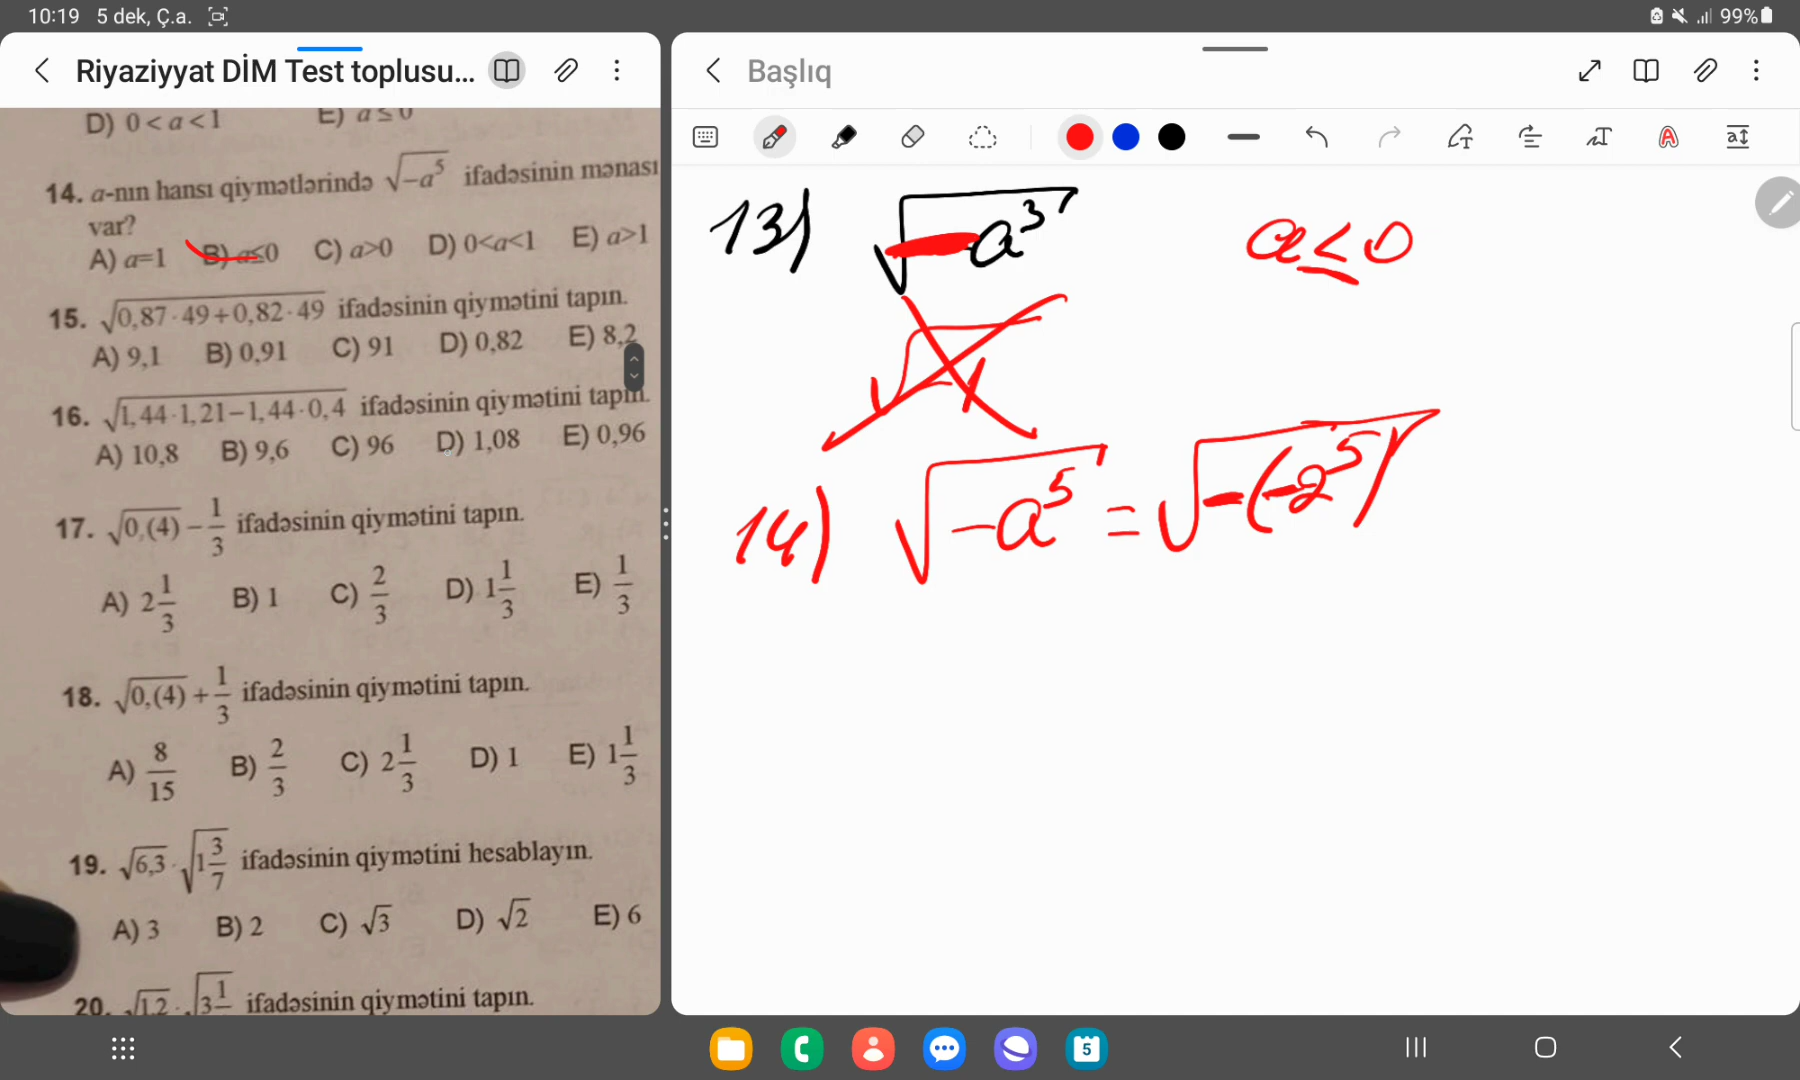 10:19 5 dek, Ç.a. 99%
Riyaziyyat DİM Test toplusu...
D) 0<a<1 E) a≤0
14. a-nın hansı qiymətlərində √−a⁵ ifadəsinin mənası
var?
A) a=1 B) a≤0 C) a>0 D) 0<a<1 E) a>1
15. √0,87·49+0,82·49 ifadəsinin qiymətini tapın.
A) 9,1 B) 0,91 C) 91 D) 0,82 E) 8,2
16. √1,44·1,21−1,44·0,4 ifadəsinin qiymətini tapın.
A) 10,8 B) 9,6 C) 96 D) 1,08 E) 0,96
17. √0,(4) − 1/3 ifadəsinin qiymətini tapın.
A) 2 1/3 B) 1 C) 2/3 D) 1 1/3 E) 1/3
18. √0,(4) + 1/3 ifadəsinin qiymətini tapın.
A) 8/15 B) 2/3 C) 2 1/3 D) 1 E) 1 1/3
19. √6,3 · √1 3/7 ifadəsinin qiymətini hesablayın.
A) 3 B) 2 C) √3 D) √2 E) 6
20. ifadəsinin qiymətini tapın.
Başlıq
13) √−a³ a≤0
14) √−a⁵ = √−(−2⁵)
5